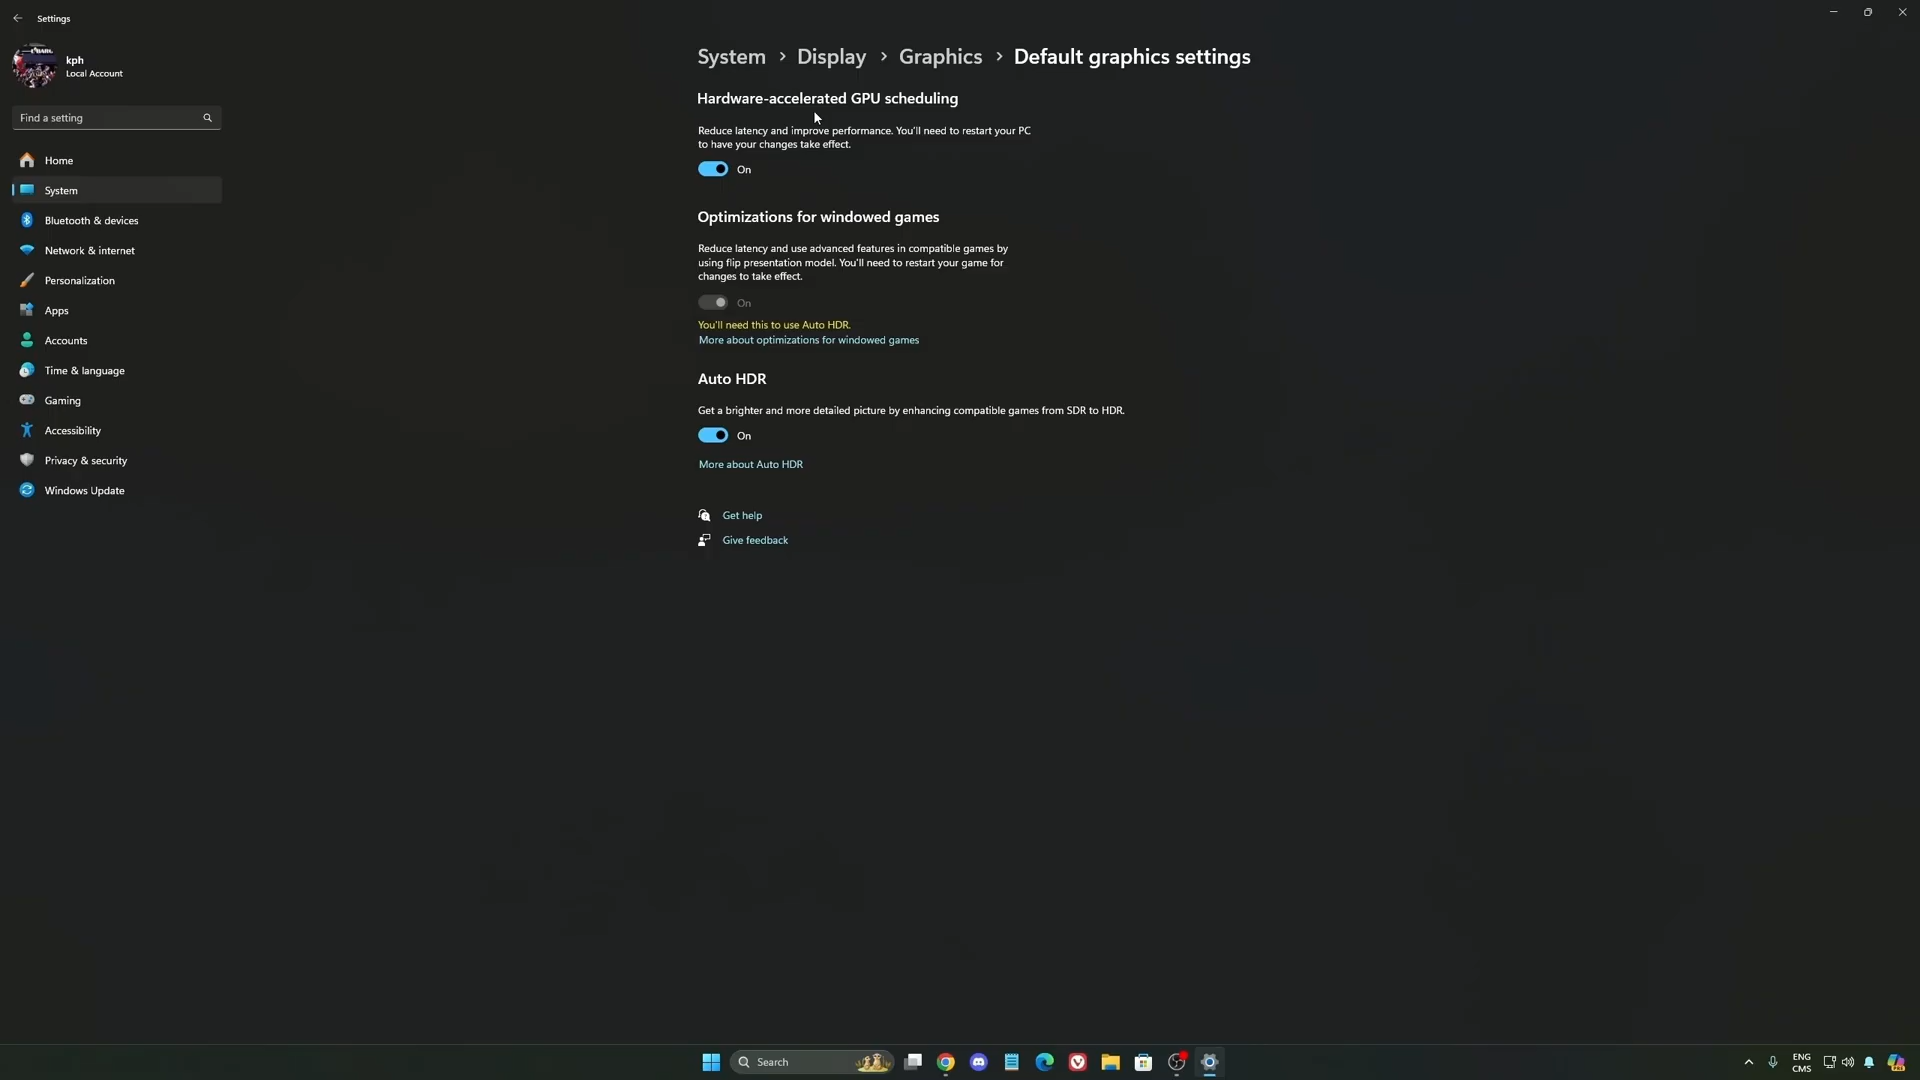 Settings
kph
Local Account
Find a setting
Home
System
Bluetooth & devices
Network & internet
Personalization
Apps
Accounts
Time & language
Gaming
Accessibility
Privacy & security
Windows Update
System > Display > Graphics > Default graphics settings
Hardware-accelerated GPU scheduling
Reduce latency and improve performance. You'll need to restart your PC
to have your changes take effect.
On
Optimizations for windowed games
Reduce latency and use advanced features in compatible games by
using flip presentation model. You'll need to restart your game for
changes to take effect.
On
You'll need this to use Auto HDR.
More about optimizations for windowed games
Auto HDR
Get a brighter and more detailed picture by enhancing compatible games from SDR to HDR.
On
More about Auto HDR
Get help
Give feedback
Search
ENG
CMS